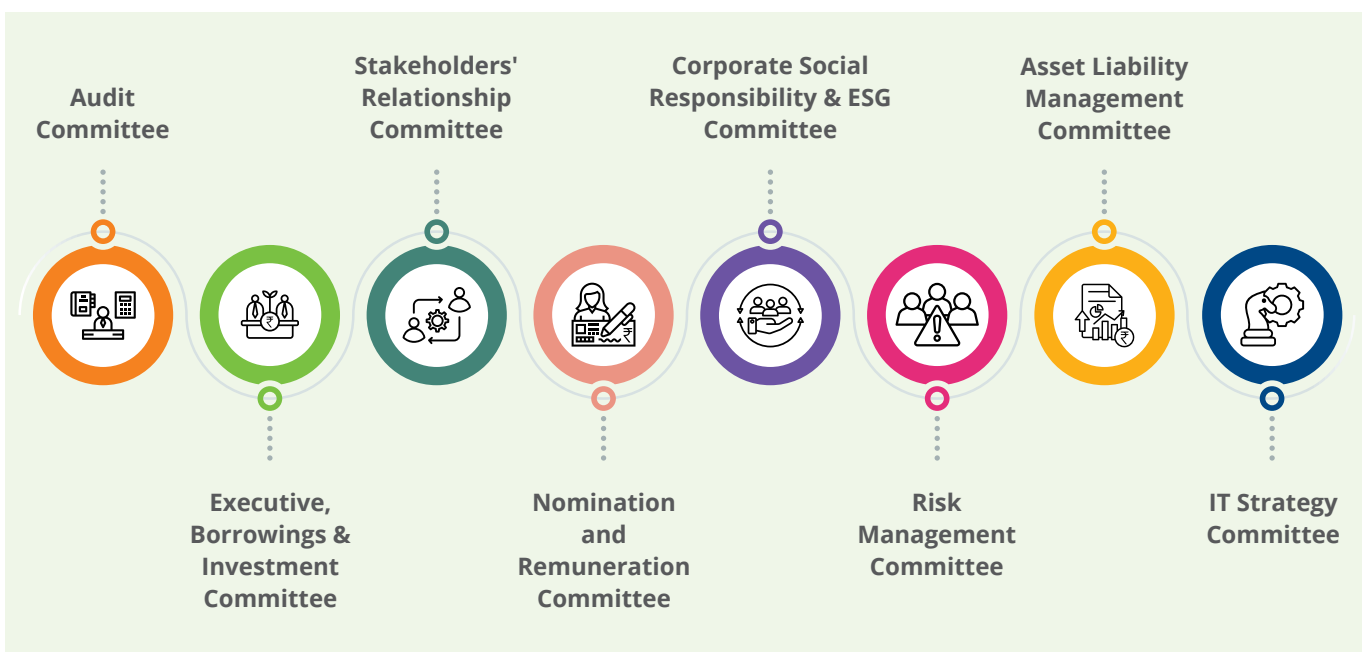 Audit
Committee
Executive,
Borrowings &
Investment
Committee
Stakeholders'
Relationship
Committee
Nomination
and
Remuneration
Committee
Corporate Social
Responsibility & ESG
Committee
Risk
Management
Committee
Asset Liability
Management
Committee
IT Strategy
Committee